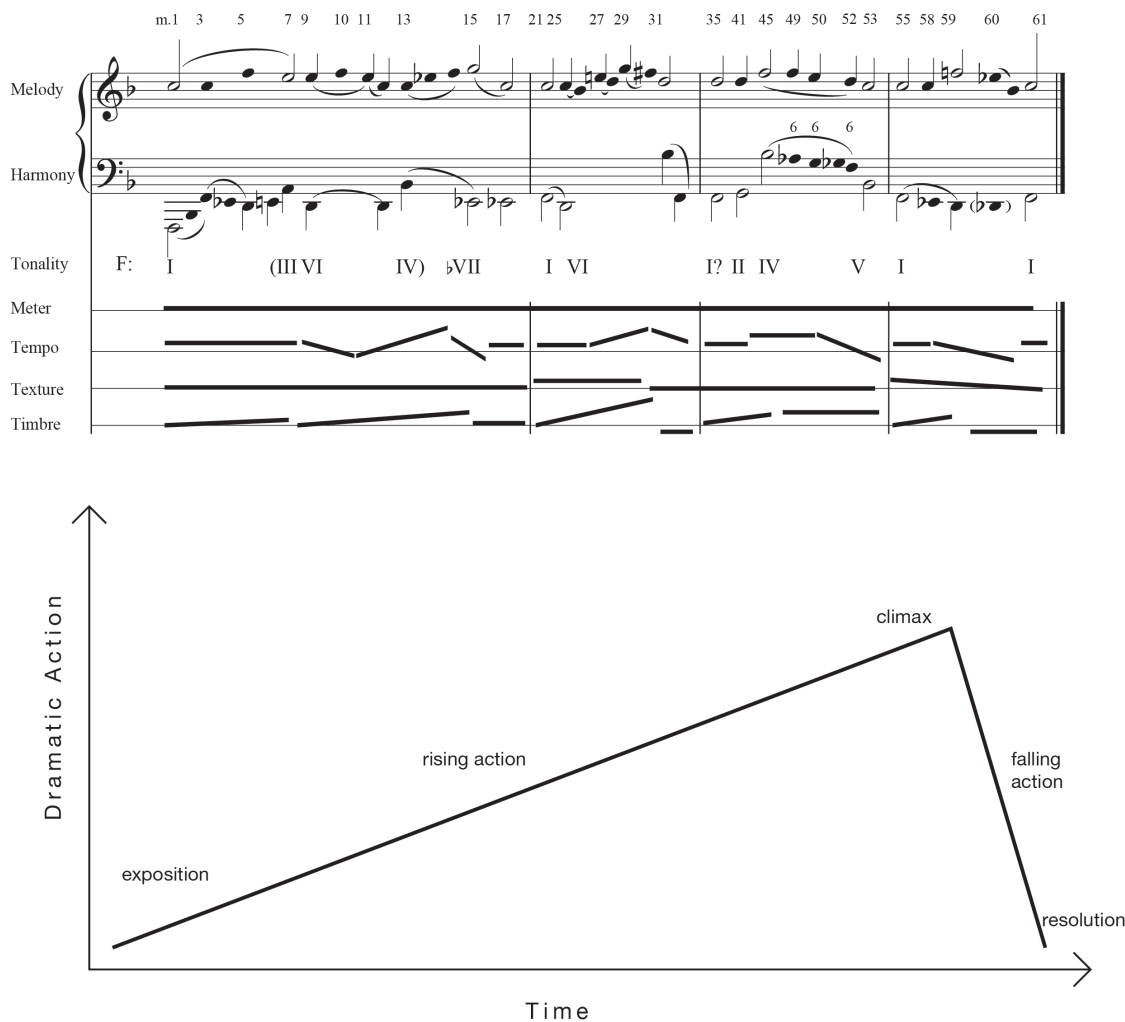 m.1 3 5 7 9 10 11 13 15 17 21 25 27 29 31 35 41 45 49 50 52 53 55 58 59 60 61
Melody
6 6 6
Harmony
Tonality F: I (III VI IV) ♭VII I VI I? II IV V I I
Meter
Tempo
Texture
Timbre
climax
Dramatic Action
rising action
falling
action
exposition
resolution
Time